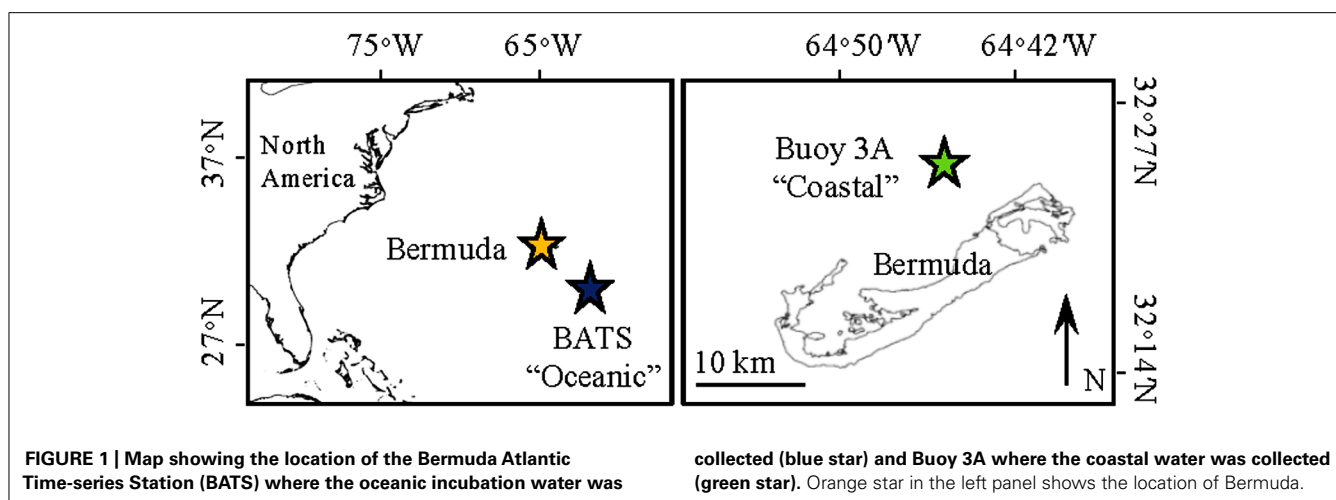 75°W 65°W
37°N
27°N
North
America
Bermuda
BATS
“Oceanic”
64°50'W 64°42'W
32°27'N
32°14'N
Buoy 3A
“Coastal”
Bermuda
10 km
N
FIGURE 1 | Map showing the location of the Bermuda Atlantic
Time-series Station (BATS) where the oceanic incubation water was
collected (blue star) and Buoy 3A where the coastal water was collected
(green star). Orange star in the left panel shows the location of Bermuda.